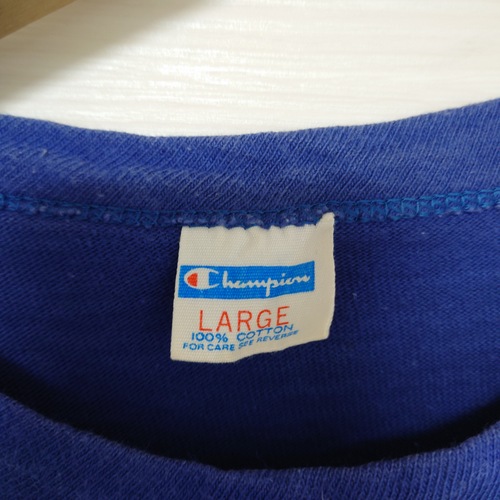 Champion
LARGE
100% COTTON
FOR CARE SEE REVERSE